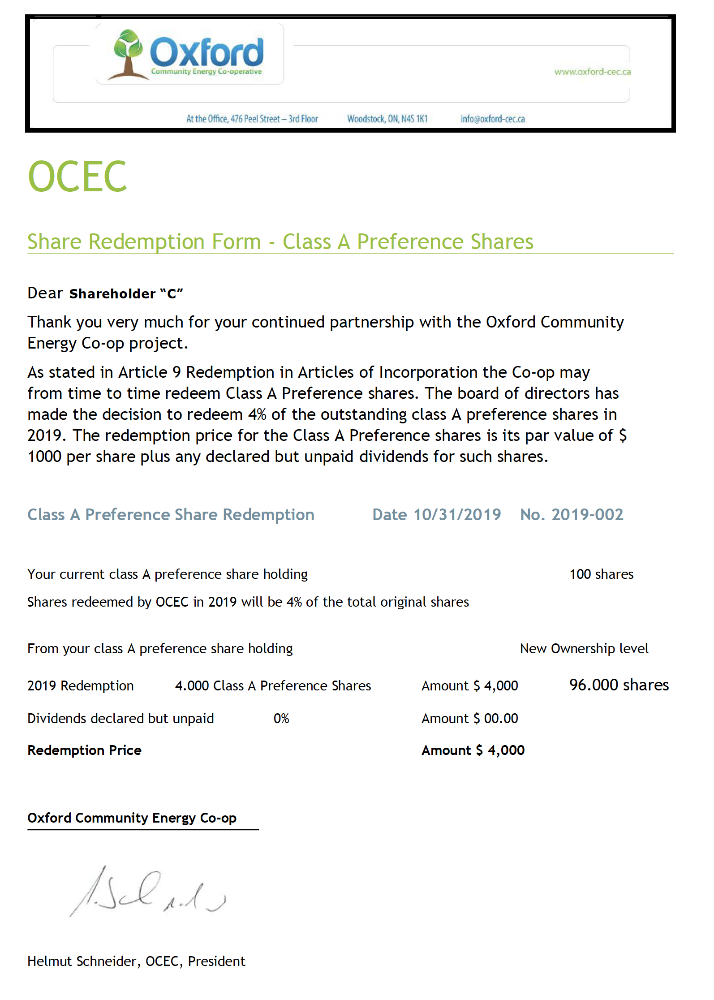 Oxford
Community Energy Co-operative
www.oxford-cec.ca
At the Office, 476 Peel Street – 3rd Floor Woodstock, ON, N4S 1K1 info@oxford-cec.ca
OCEC
Share Redemption Form - Class A Preference Shares
Dear Shareholder “C”
Thank you very much for your continued partnership with the Oxford Community
Energy Co-op project.
As stated in Article 9 Redemption in Articles of Incorporation the Co-op may
from time to time redeem Class A Preference shares. The board of directors has
made the decision to redeem 4% of the outstanding class A preference shares in
2019. The redemption price for the Class A Preference shares is its par value of $
1000 per share plus any declared but unpaid dividends for such shares.
Class A Preference Share Redemption Date 10/31/2019 No. 2019-002
Your current class A preference share holding 100 shares
Shares redeemed by OCEC in 2019 will be 4% of the total original shares
From your class A preference share holding New Ownership level
2019 Redemption 4.000 Class A Preference Shares Amount $ 4,000 96.000 shares
Dividends declared but unpaid 0% Amount $ 00.00
Redemption Price Amount $ 4,000
Oxford Community Energy Co-op
Helmut Schneider, OCEC, President